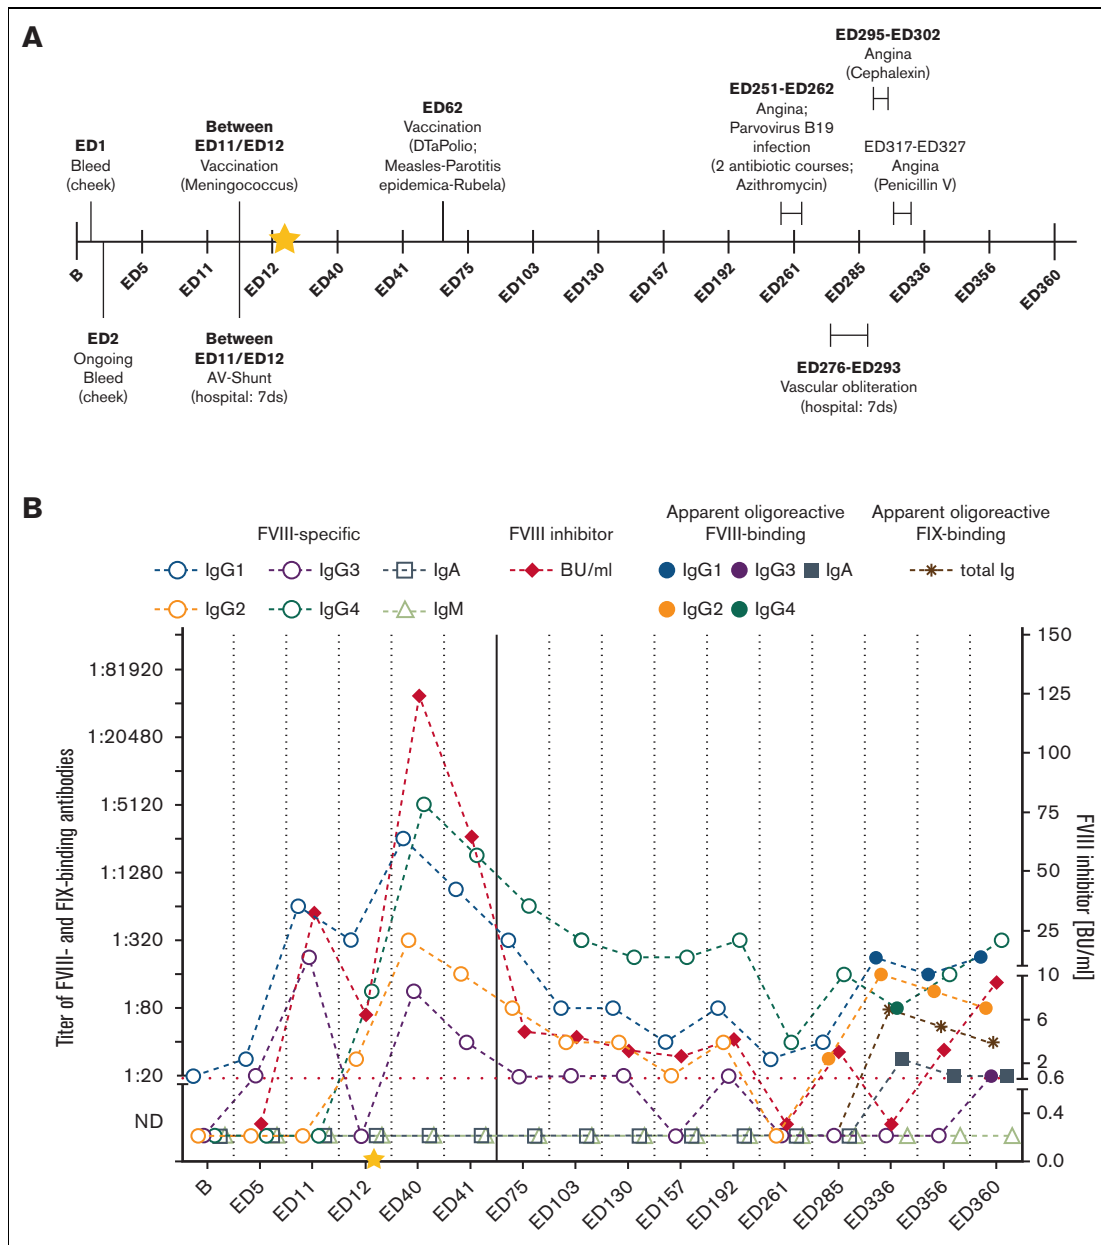 A
ED295-ED302
Angina
(Cephalexin)
ED251-ED262
Angina;
Parvovirus B19
infection
(2 antibiotic courses;
Azithromycin)
ED62
Vaccination
(DTaPolio;
Measles-Parotitis
epidemica-Rubela)
Between
ED11/ED12
Vaccination
(Meningococcus)
ED1
Bleed
(cheek)
ED317-ED327
Angina
(Penicillin V)
B
ED5
ED11
ED12
ED40
ED41
ED75
ED103
ED130
ED157
ED192
ED261
ED285
ED336
ED356
ED360
ED2
Ongoing
Bleed
(cheek)
Between
ED11/ED12
AV-Shunt
(hospital: 7ds)
ED276-ED293
Vascular obliteration
(hospital: 7ds)
B
FVIII-specific
FVIII inhibitor
Apparent oligoreactive
FVIII-binding
Apparent oligoreactive
FIX-binding
IgG1 IgG3 IgA BU/ml IgG1 IgG3 IgA total Ig
IgG2 IgG4 IgM IgG2 IgG4
Titer of FVIII- and FIX-binding antibodies
1:81920
1:20480
1:5120
1:1280
1:320
1:80
1:20
ND
150
125
100
75
50
25
10
6
2
0.6
0.4
0.0
FVIII inhibitor [BU/ml]
B
ED5
ED11
ED12
ED40
ED41
ED75
ED103
ED130
ED157
ED192
ED261
ED285
ED336
ED356
ED360